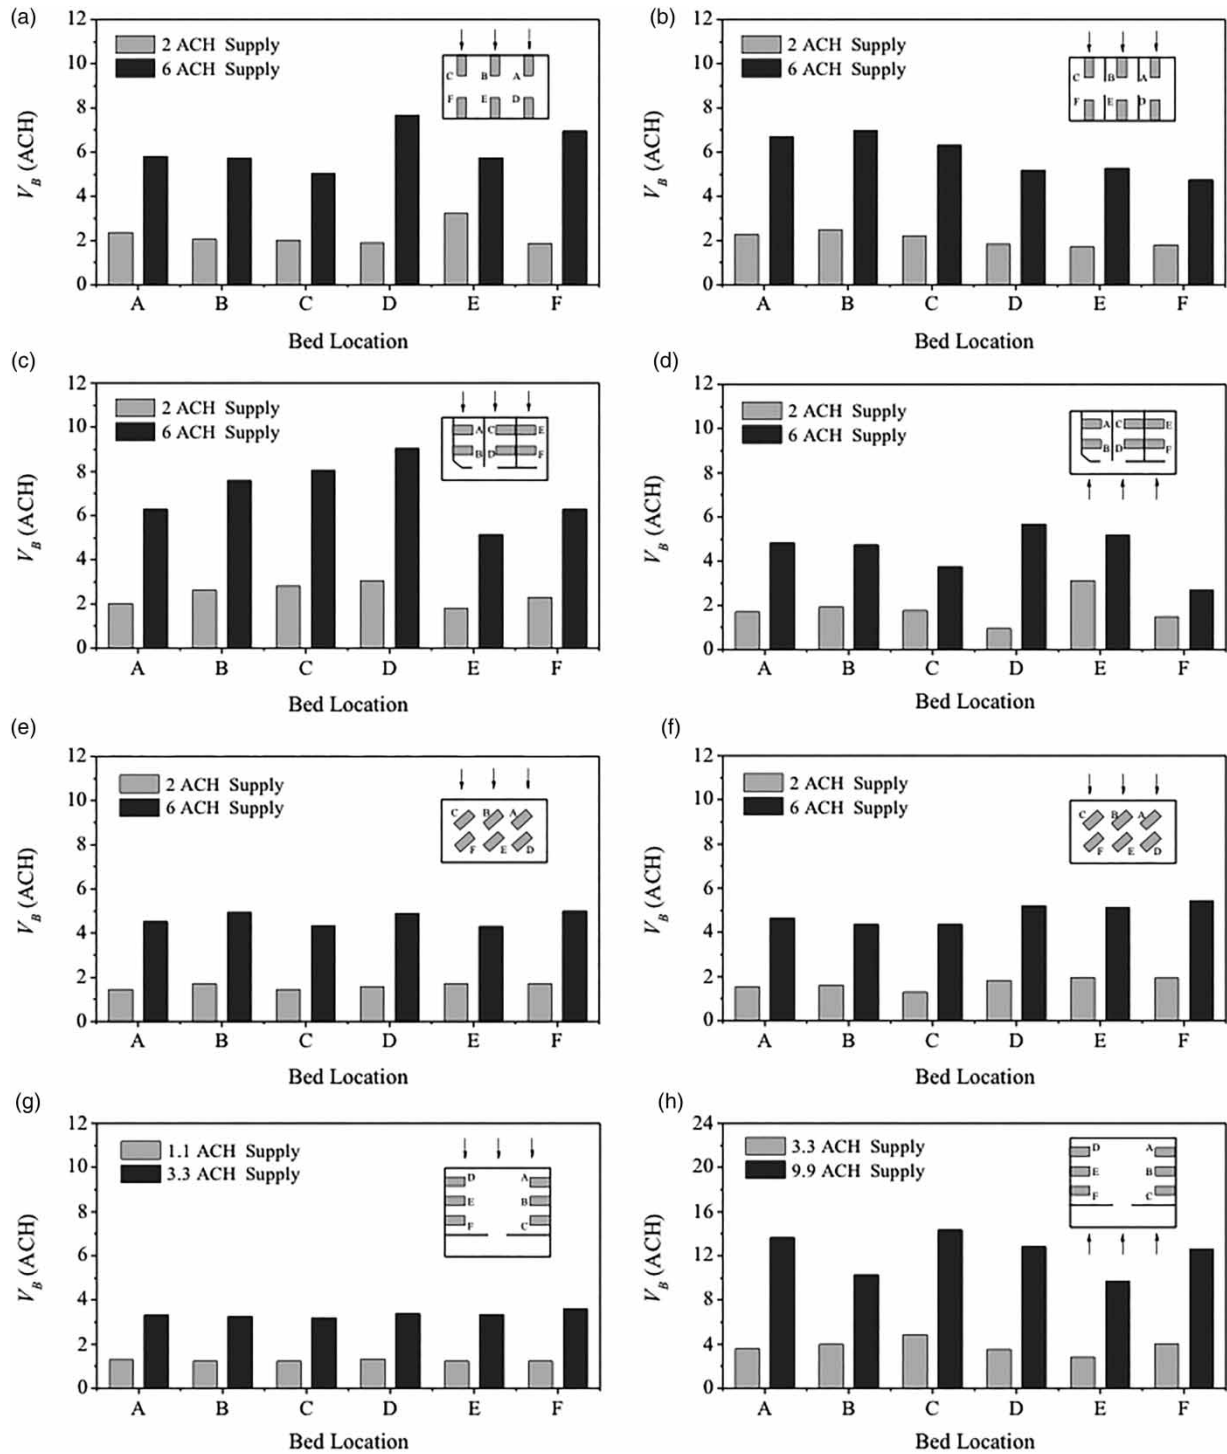 (a)
12
10
8
6
4
2
0
V_B (ACH)
2 ACH Supply
6 ACH Supply
C B A
F E D
A B C D E F
Bed Location
(b)
12
10
8
6
4
2
0
V_B (ACH)
2 ACH Supply
6 ACH Supply
C B A
F E D
A B C D E F
Bed Location
(c)
12
10
8
6
4
2
0
V_B (ACH)
2 ACH Supply
6 ACH Supply
A C E
B D F
A B C D E F
Bed Location
(d)
12
10
8
6
4
2
0
V_B (ACH)
2 ACH Supply
6 ACH Supply
A C E
B D F
A B C D E F
Bed Location
(e)
12
10
8
6
4
2
0
V_B (ACH)
2 ACH Supply
6 ACH Supply
C B A
F E D
A B C D E F
Bed Location
(f)
12
10
8
6
4
2
0
V_B (ACH)
2 ACH Supply
6 ACH Supply
C B A
F E D
A B C D E F
Bed Location
(g)
12
10
8
6
4
2
0
V_B (ACH)
1.1 ACH Supply
3.3 ACH Supply
D A
E B
F C
A B C D E F
Bed Location
(h)
24
22
16
12
8
4
0
V_B (ACH)
3.3 ACH Supply
9.9 ACH Supply
D A
E B
F C
A B C D E F
Bed Location